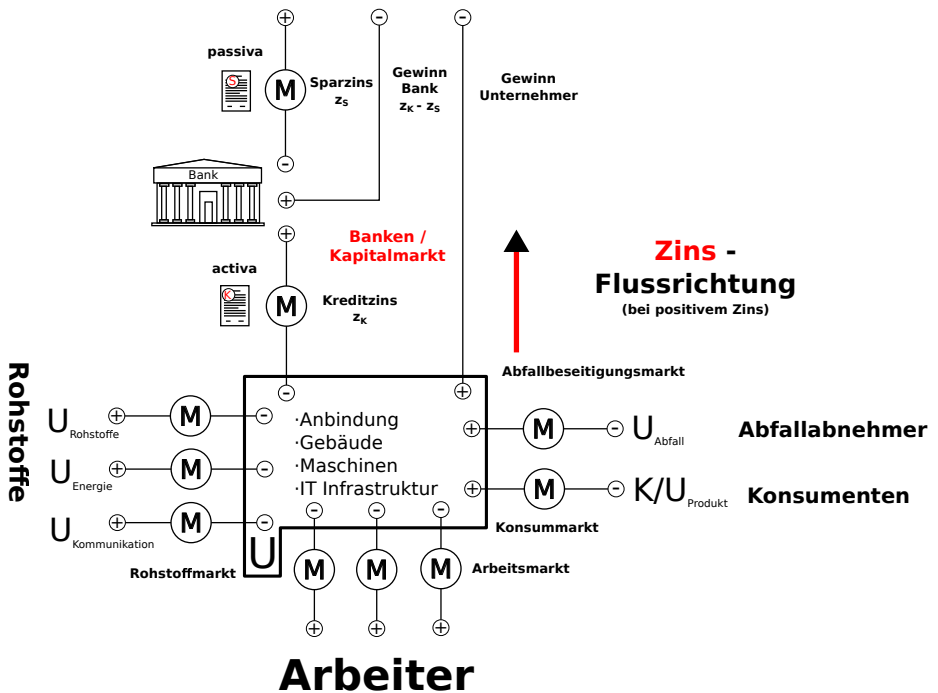 +
-
-
passiva
S
M
Sparzins
zS
Gewinn
Bank
zK - zS
Gewinn
Unternehmer
-
Bank
+
+
Banken /
Kapitalmarkt
Zins -
Flussrichtung
(bei positivem Zins)
activa
K
M
Kreditzins
zK
Abfallbeseitigungsmarkt
-
+
Rohstoffe
URohstoffe
+
M
-
·Anbindung
·Gebäude
·Maschinen
·IT Infrastruktur
+
M
-
UAbfall
Abfallabnehmer
UEnergie
+
M
-
+
M
-
K/UProdukt
Konsumenten
UKommunikation
+
M
-
-
-
-
Konsummarkt
Rohstoffmarkt
U
M
M
M
Arbeitsmarkt
+
+
+
Arbeiter